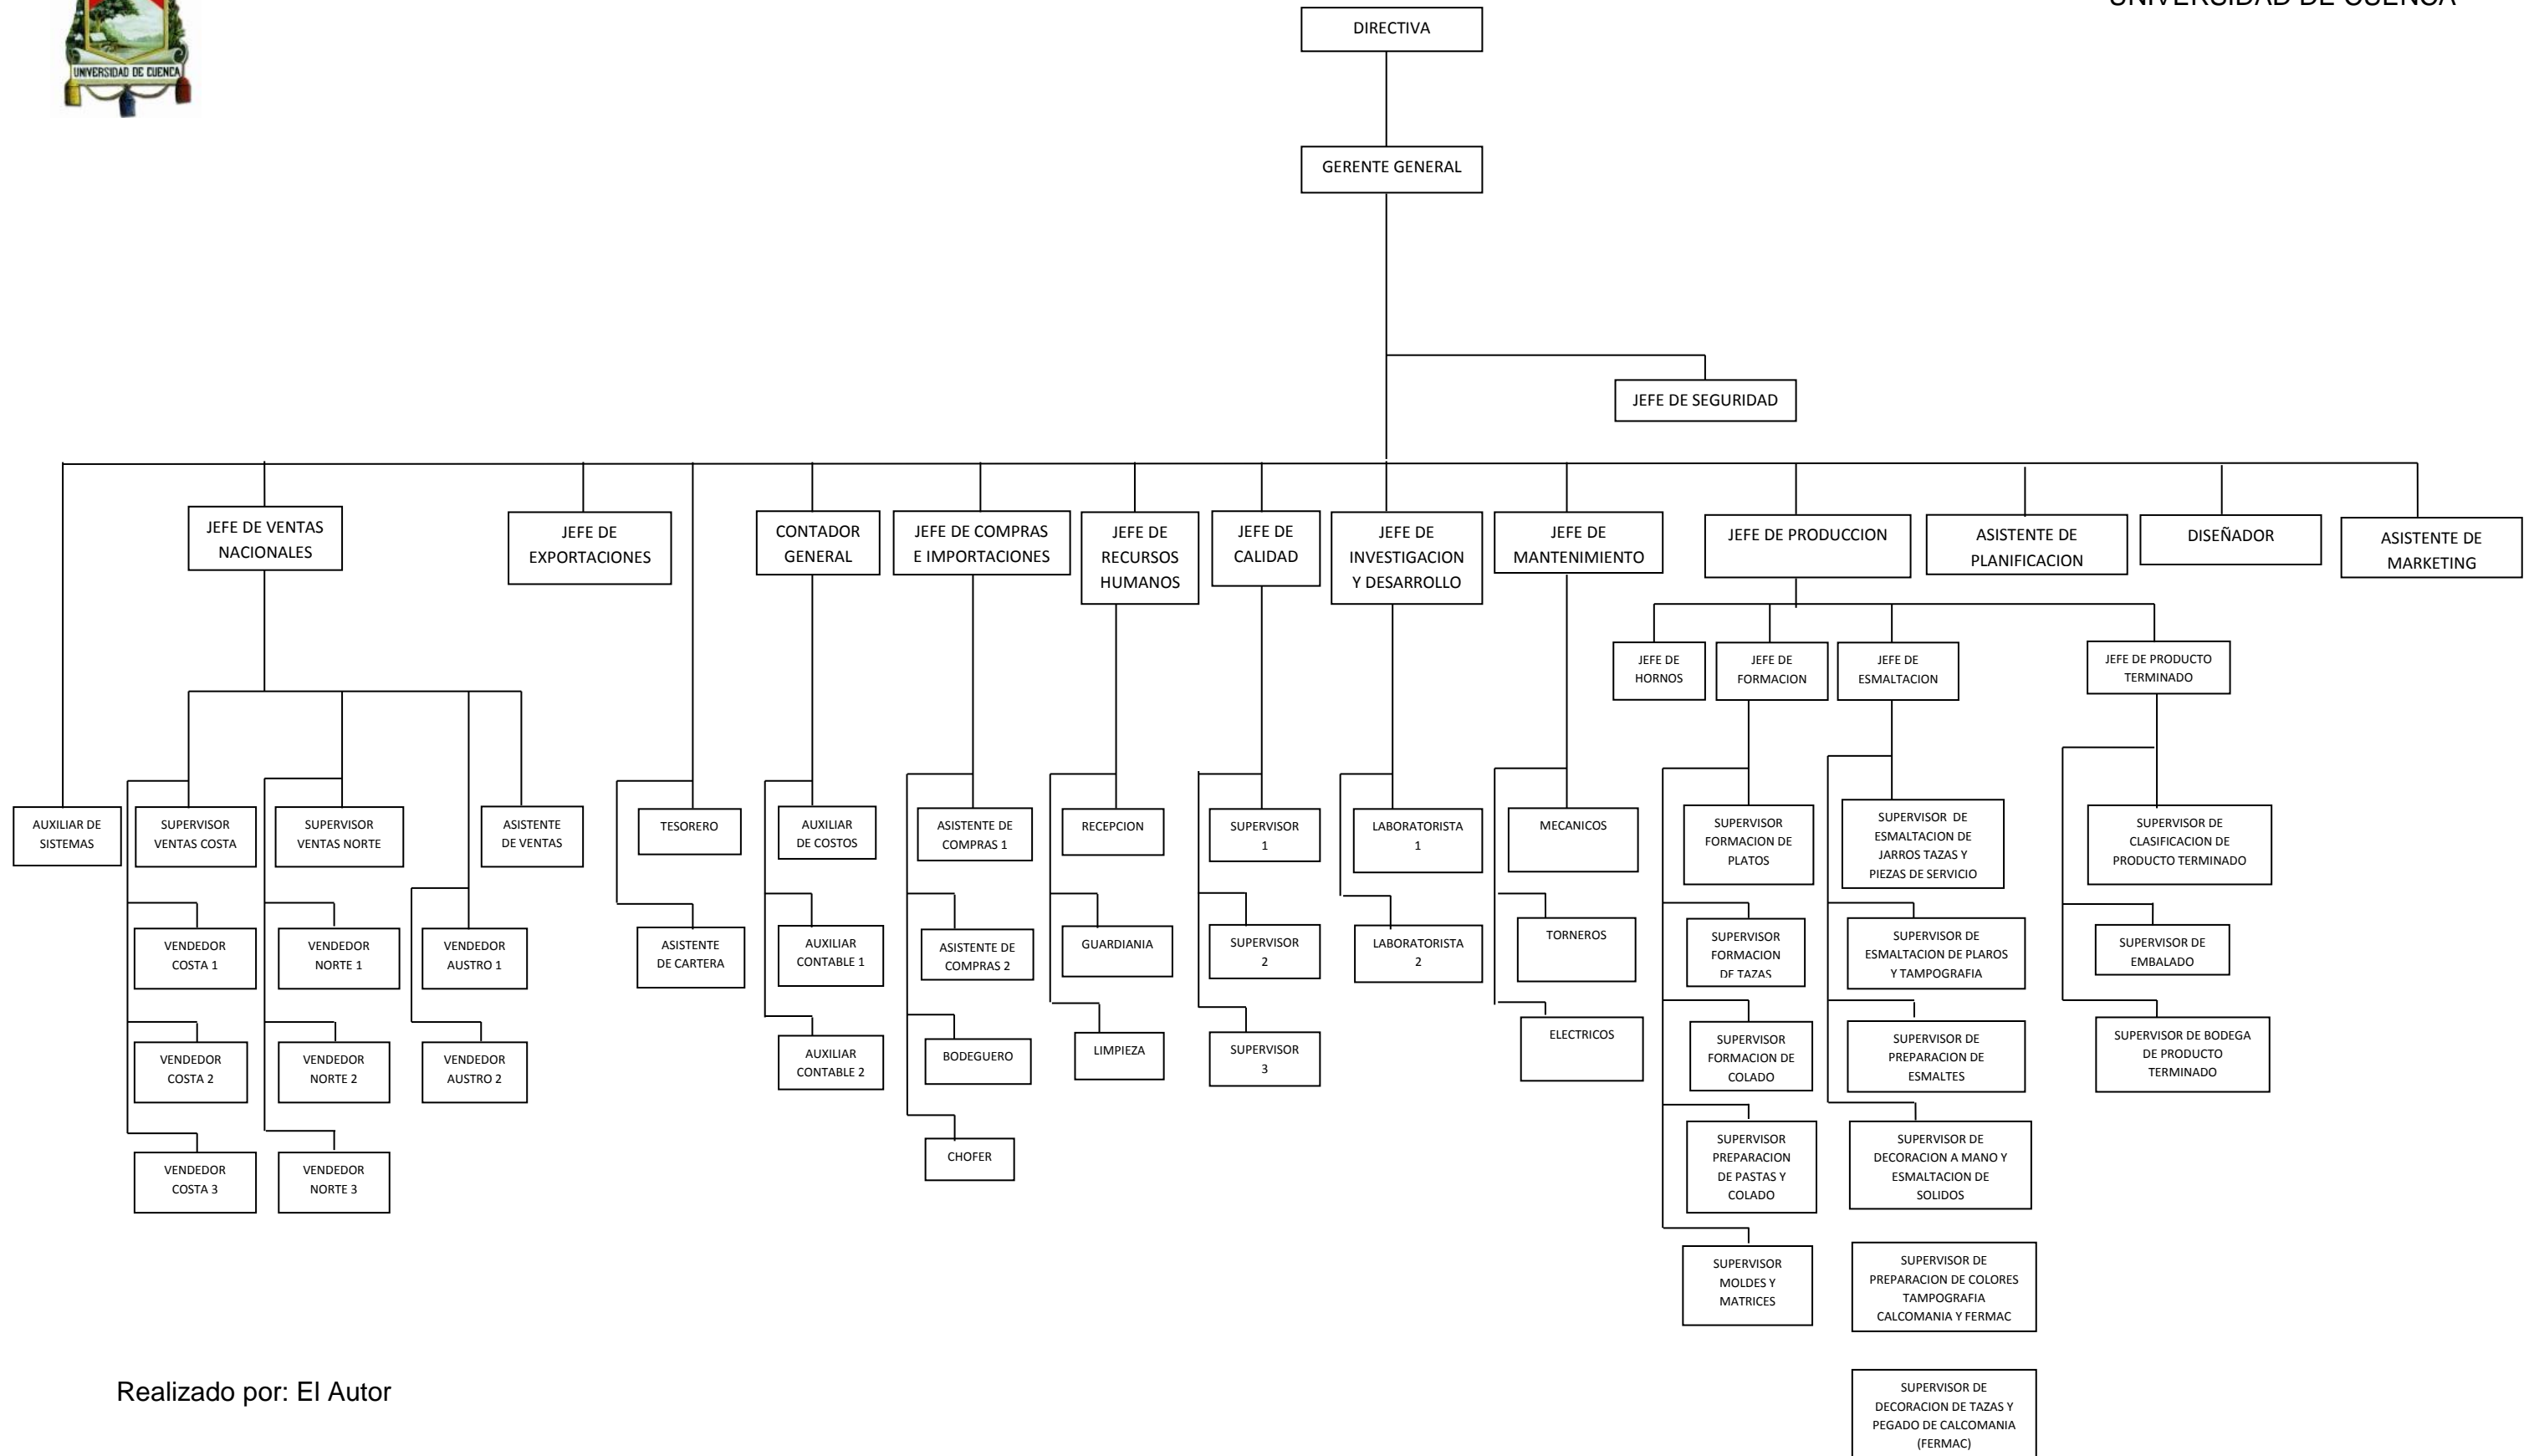 UNIVERSIDAD DE CUENCA
UNIVERSIDAD DE CUENCA
DIRECTIVA
GERENTE GENERAL
JEFE DE SEGURIDAD
JEFE DE VENTAS
NACIONALES
JEFE DE
EXPORTACIONES
CONTADOR
GENERAL
JEFE DE COMPRAS
E IMPORTACIONES
JEFE DE
RECURSOS
HUMANOS
JEFE DE
CALIDAD
JEFE DE
INVESTIGACION
Y DESARROLLO
JEFE DE
MANTENIMIENTO
JEFE DE PRODUCCION
ASISTENTE DE
PLANIFICACION
DISEÑADOR
ASISTENTE DE
MARKETING
JEFE DE
HORNOS
JEFE DE
FORMACION
JEFE DE
ESMALTACION
JEFE DE PRODUCTO
TERMINADO
AUXILIAR DE
SISTEMAS
SUPERVISOR
VENTAS COSTA
SUPERVISOR
VENTAS NORTE
ASISTENTE
DE VENTAS
TESORERO
AUXILIAR
DE COSTOS
ASISTENTE DE
COMPRAS 1
RECEPCION
SUPERVISOR
1
LABORATORISTA
1
MECANICOS
SUPERVISOR
FORMACION DE
PLATOS
SUPERVISOR DE
ESMALTACION DE
JARROS TAZAS Y
PIEZAS DE SERVICIO
SUPERVISOR DE
CLASIFICACION DE
PRODUCTO TERMINADO
VENDEDOR
COSTA 1
VENDEDOR
NORTE 1
VENDEDOR
AUSTRO 1
ASISTENTE
DE CARTERA
AUXILIAR
CONTABLE 1
ASISTENTE DE
COMPRAS 2
GUARDIANIA
SUPERVISOR
2
LABORATORISTA
2
TORNEROS
SUPERVISOR
FORMACION
DE TAZAS
SUPERVISOR DE
ESMALTACION DE PLAROS
Y TAMPOGRAFIA
SUPERVISOR DE
EMBALADO
VENDEDOR
COSTA 2
VENDEDOR
NORTE 2
VENDEDOR
AUSTRO 2
AUXILIAR
CONTABLE 2
BODEGUERO
LIMPIEZA
SUPERVISOR
3
ELECTRICOS
SUPERVISOR
FORMACION DE
COLADO
SUPERVISOR DE
PREPARACION DE
ESMALTES
SUPERVISOR DE BODEGA
DE PRODUCTO
TERMINADO
VENDEDOR
COSTA 3
VENDEDOR
NORTE 3
CHOFER
SUPERVISOR
PREPARACION
DE PASTAS Y
COLADO
SUPERVISOR DE
DECORACION A MANO Y
ESMALTACION DE
SOLIDOS
SUPERVISOR
MOLDES Y
MATRICES
SUPERVISOR DE
PREPARACION DE COLORES
TAMPOGRAFIA
CALCOMANIA Y FERMAC
SUPERVISOR DE
DECORACION DE TAZAS Y
PEGADO DE CALCOMANIA
(FERMAC)
Realizado por: El Autor